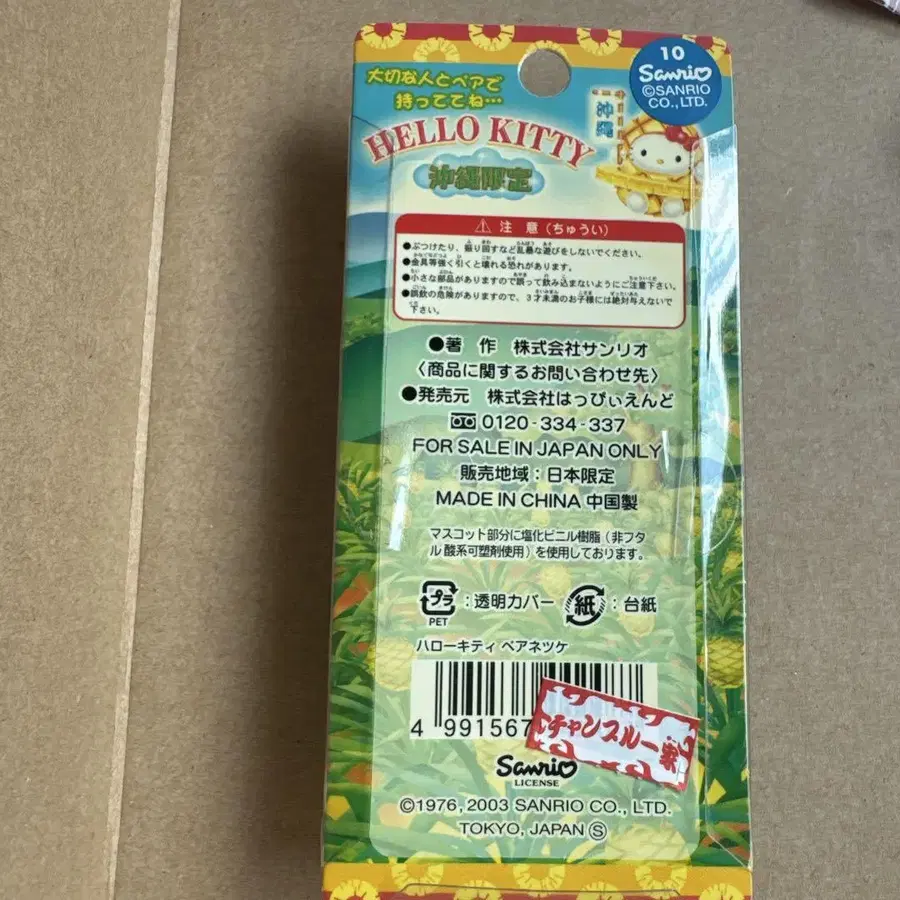 大切な人とペアで
持っててね…
HELLO KITTY
沖縄限定
10
Sanrio
©SANRIO
CO., LTD.
沖縄
⚠ 注 意 (ちゅうい)
●ぶつけたり、振り回すなど乱暴な遊びをしないでください。
●金具等強く引くと壊れる恐れがあります。
●小さな部品がありますので誤って飲み込まないようにご注意下さい。
●誤飲の危険がありますので、3才未満のお子様には絶対与えないで
下さい。
●著 作 株式会社サンリオ
〈商品に関するお問い合わせ先〉
●発売元 株式会社はっぴぃえんど
0120-334-337
FOR SALE IN JAPAN ONLY
販売地域：日本限定
MADE IN CHINA 中国製
マスコット部分に塩化ビニル樹脂（非フタ
ル酸系可塑剤使用）を使用しております。
プラ
PET
：透明カバー
紙
：台紙
ハローキティ ペアネツケ
4 991567
チャンプルー
Sanrio
LICENSE
©1976, 2003 SANRIO CO., LTD.
TOKYO, JAPAN Ⓢ